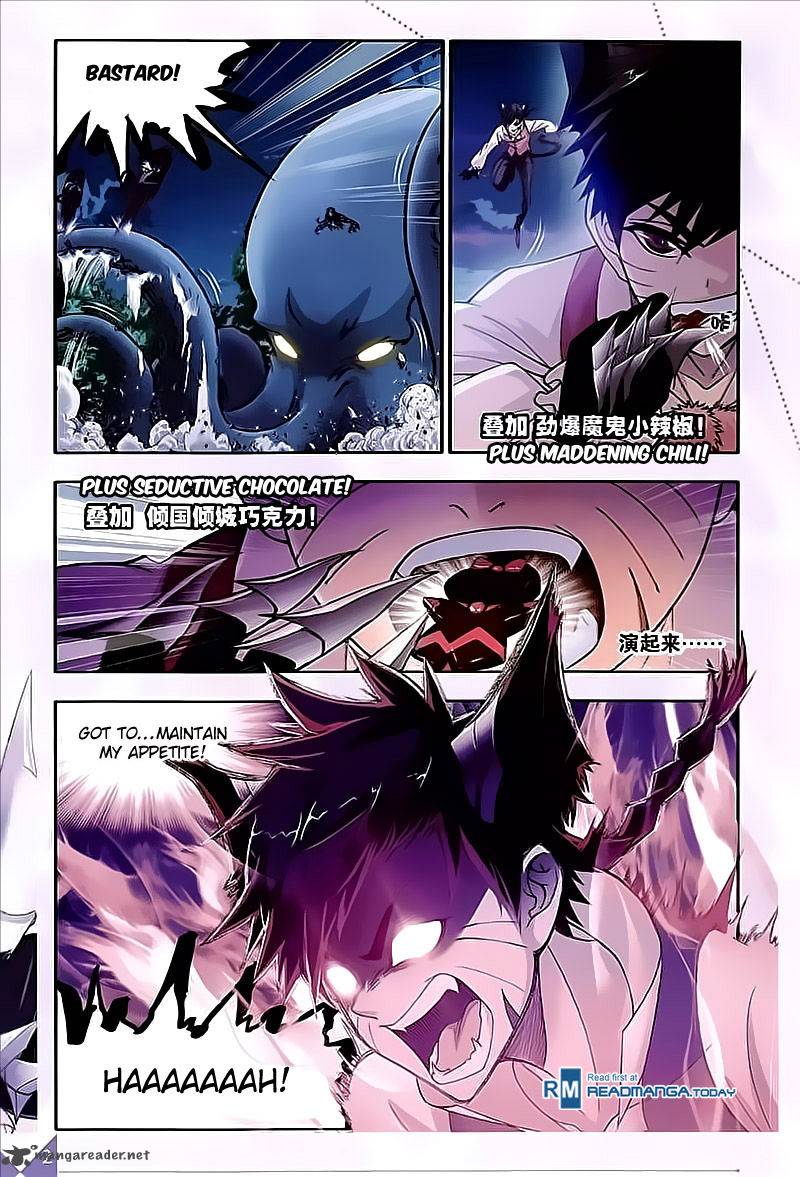 BASTARD!
咔
叠加 劲爆魔鬼小辣椒!
PLUS MADDENING CHILI!
PLUS SEDUCTIVE CHOCOLATE!
叠加 倾国倾城巧克力!
演起来……
GOT TO...MAINTAIN
MY APPETITE!
HAAAAAAAH!
RM
Read first at
READMANGA.TODAY
mangareader.net